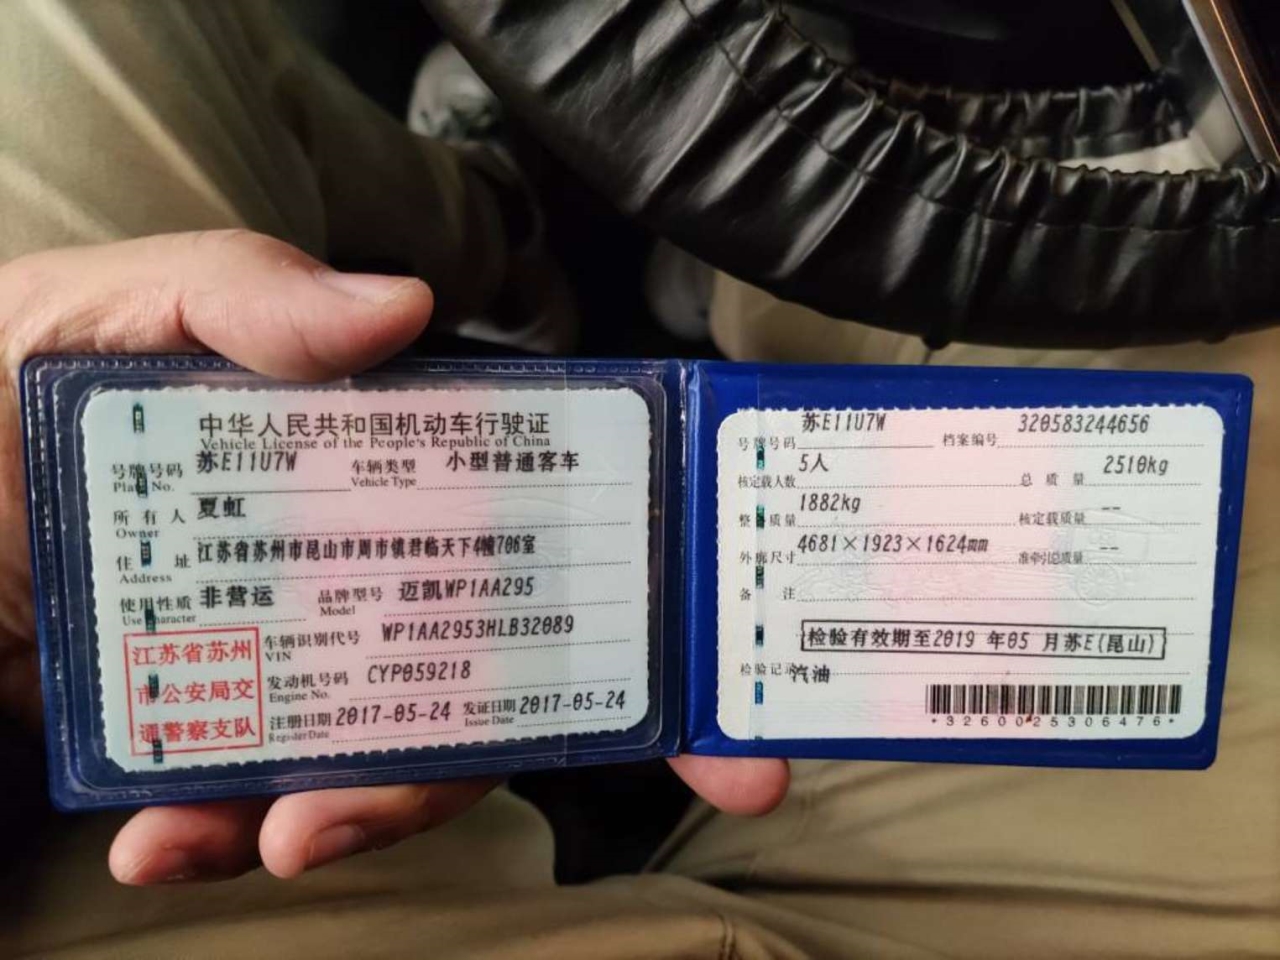 中华人民共和国机动车行驶证
Vehicle License of the People's Republic of China
号牌号码 苏E11U7W 车辆类型 小型普通客车
Plate No. Vehicle Type
所有人 夏虹
Owner
住址 江苏省苏州市昆山市周市镇君临天下4幢706室
Address
使用性质 非营运 品牌型号 迈凯WP1AA295
Use Character Model
江苏省苏州
市公安局交
通警察支队
车辆识别代号 WP1AA2953HLB32089
VIN
发动机号码 CYP059218
Engine No.
注册日期 2017-05-24 发证日期 2017-05-24
Register Date Issue Date
号牌号码 苏E11U7W 档案编号 320583244656
核定载人数 5人 总质量 2510kg
整备质量 1882kg 核定载质量 --
外廓尺寸 4681×1923×1624mm 准牵引总质量 --
备注
检验有效期至2019 年05 月苏E(昆山)
检验记录 汽油
*3260025306476*